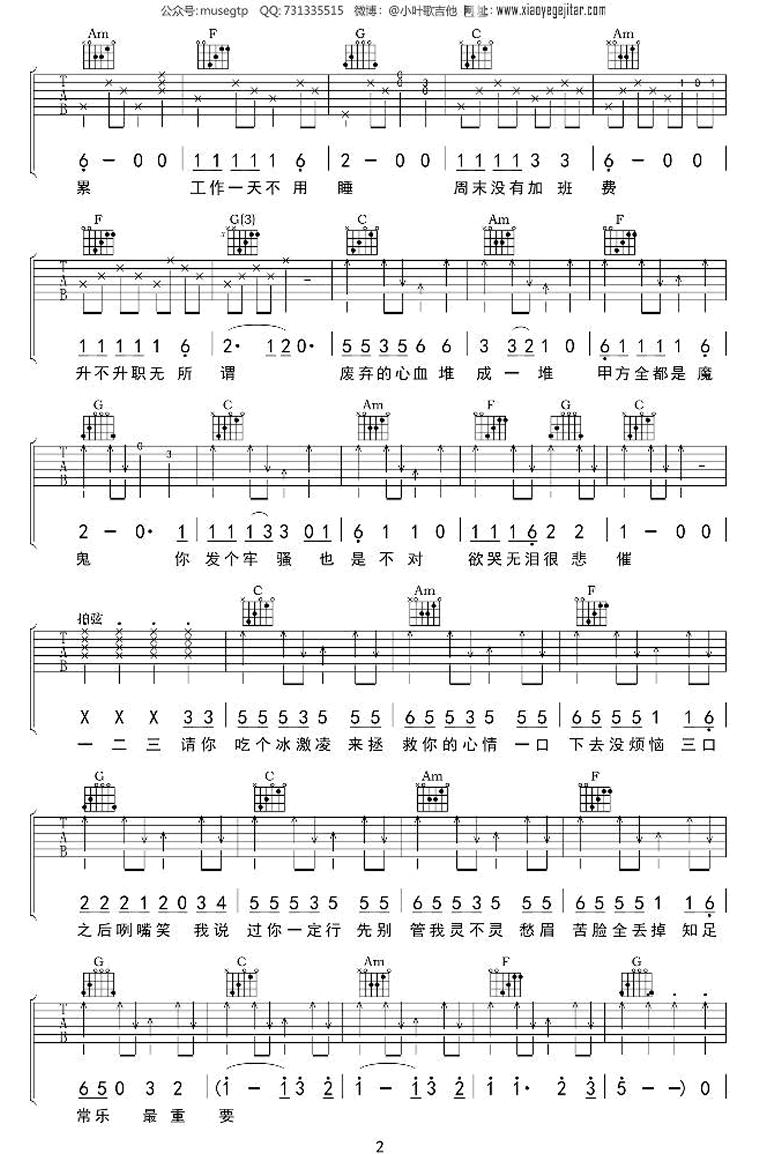 公众号:musegtp QQ:731335515 微博：@小叶歌吉他 网址:www.xiaoyegejitar.com
Am F G C Am
T A B
6 — 0 0 | 1 1 1 1 1 6 | 2 — 0 0 | 1 1 1 1 3 3 | 6 — 0 0
累 工作一天不用 睡 周末没有加班 费
F G(3) C Am F
T A B
1 1 1 1 1 6 | 2· 1 2 0· | 5 5 3 5 6 6 | 3 3 2 1 0 | 6 1 1 1 1 6
升不升职无所 谓 废弃的心血堆 成一堆 甲方全都是魔
G C Am F G C
T A B
2 — 0· 1 | 1 1 1 3 3 0 1 | 6 1 1 0 | 1 1 1 6 2 2 | 1 — 0 0
鬼 你 发个牢骚 也 是不对 欲哭无泪很悲 催
C Am F
拍弦
T A B
X X X 3 3 | 5 5 5 3 5 5 5 | 6 5 5 3 5 5 5 | 6 5 5 5 1 1 6
一二三 请你 吃个冰激凌 来拯 救你的心情 一口 下去没烦恼 三口
G C Am F
T A B
2 2 2 1 2 0 3 4 | 5 5 5 3 5 5 5 | 6 5 5 3 5 5 5 | 6 5 5 5 1 1 6
之后咧嘴笑 我说 过你一定行 先别 管我灵不灵 愁眉 苦脸全丢掉 知足
G C Am F G
T A B
6 5 0 3 2 | (1 — 1 3 2 | 1 — 1 3 2 | 1 1· 2 3 | 5 — —) 0
常乐 最重 要
2